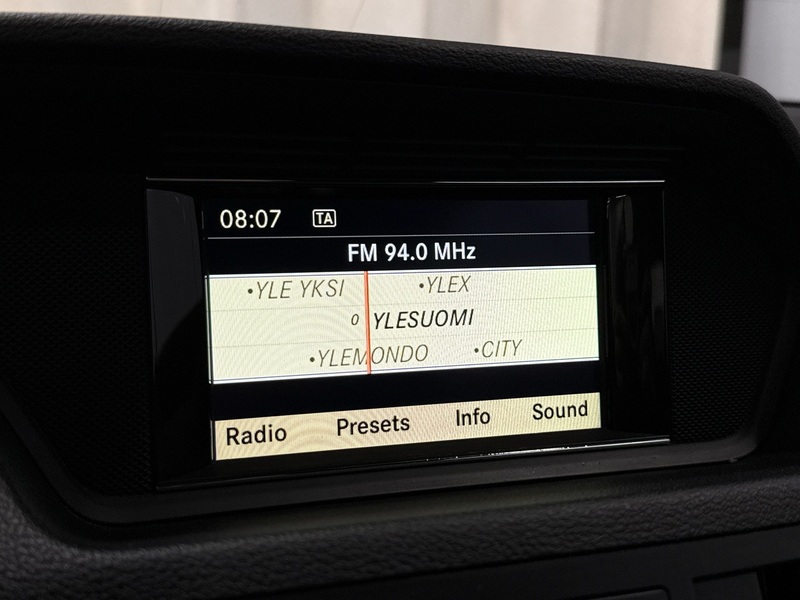 08:07 TA
FM 94.0 MHz
•YLE YKSI •YLEX
0 YLESUOMI
•YLEMONDO •CITY
Radio Presets Info Sound